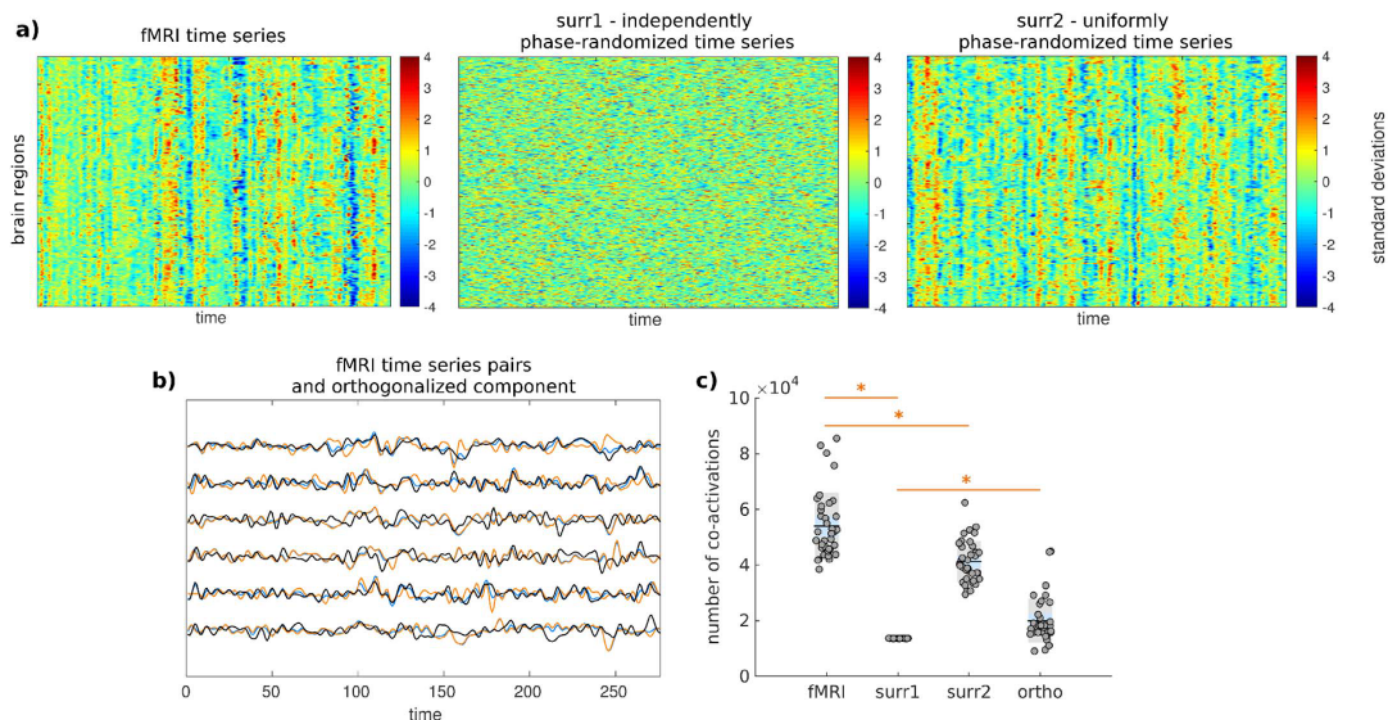 a)
fMRI time series
surr1 - independently
phase-randomized time series
surr2 - uniformly
phase-randomized time series
brain regions
4
3
2
1
0
-1
-2
-3
-4
time
4
3
2
1
0
-1
-2
-3
-4
time
4
3
2
1
0
-1
-2
-3
-4
time
standard deviations
b)
fMRI time series pairs
and orthogonalized component
0
50
100
150
200
250
time
c)
×10⁴
10
8
6
4
2
0
number of co-activations
*
*
*
fMRI
surr1
surr2
ortho